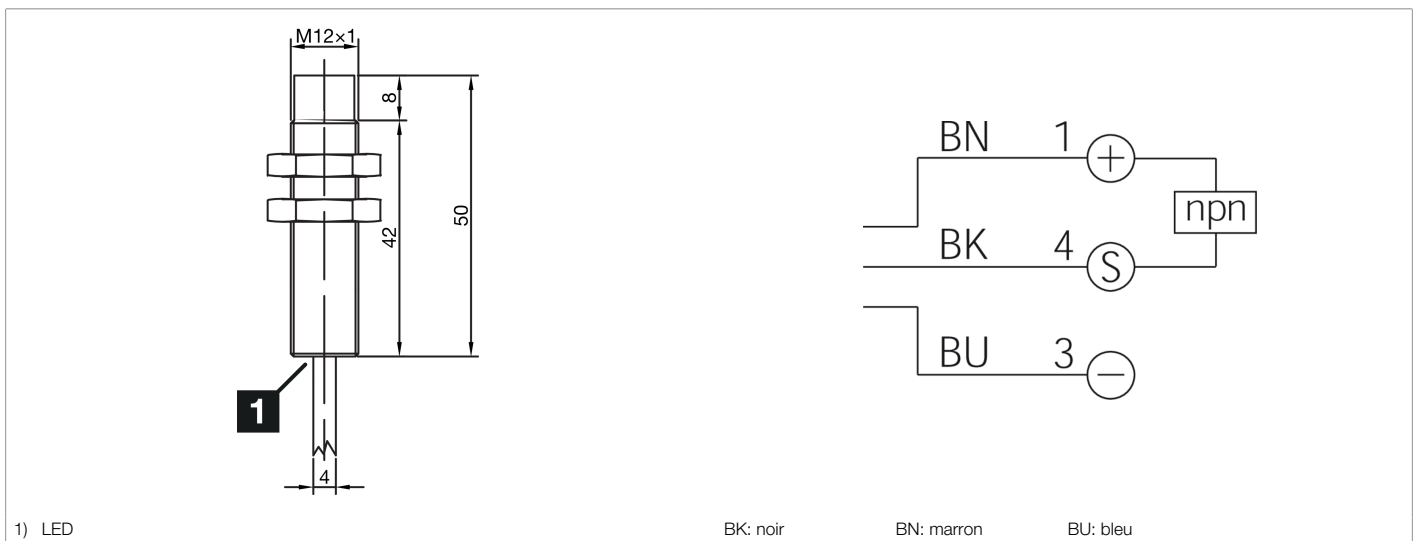 M12×1
8
42
50
1
4
BN 1 +
npn
BK 4 S
BU 3 −
1) LED
BK: noir BN: marron BU: bleu